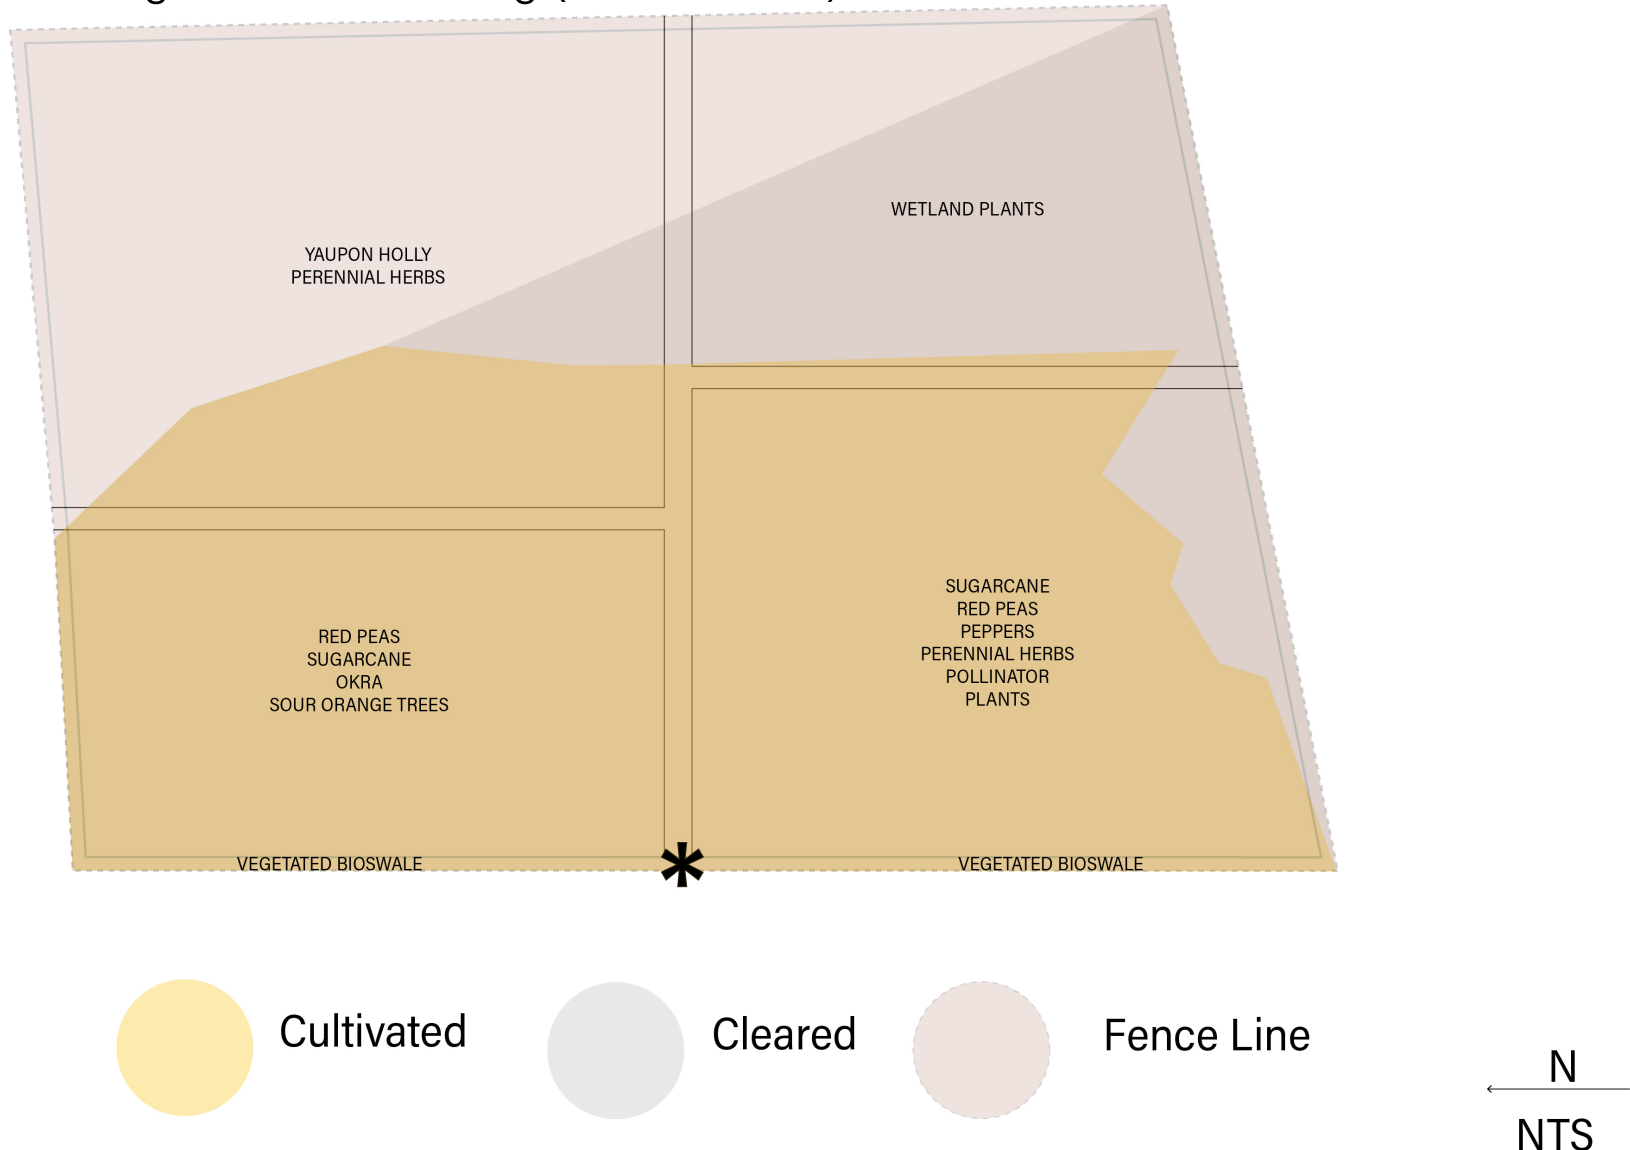 WETLAND PLANTS
YAUPON HOLLY
PERENNIAL HERBS
SUGARCANE
RED PEAS
PEPPERS
PERENNIAL HERBS
POLLINATOR
PLANTS
RED PEAS
SUGARCANE
OKRA
SOUR ORANGE TREES
VEGETATED BIOSWALE
*
VEGETATED BIOSWALE
Cultivated
Cleared
Fence Line
N
NTS